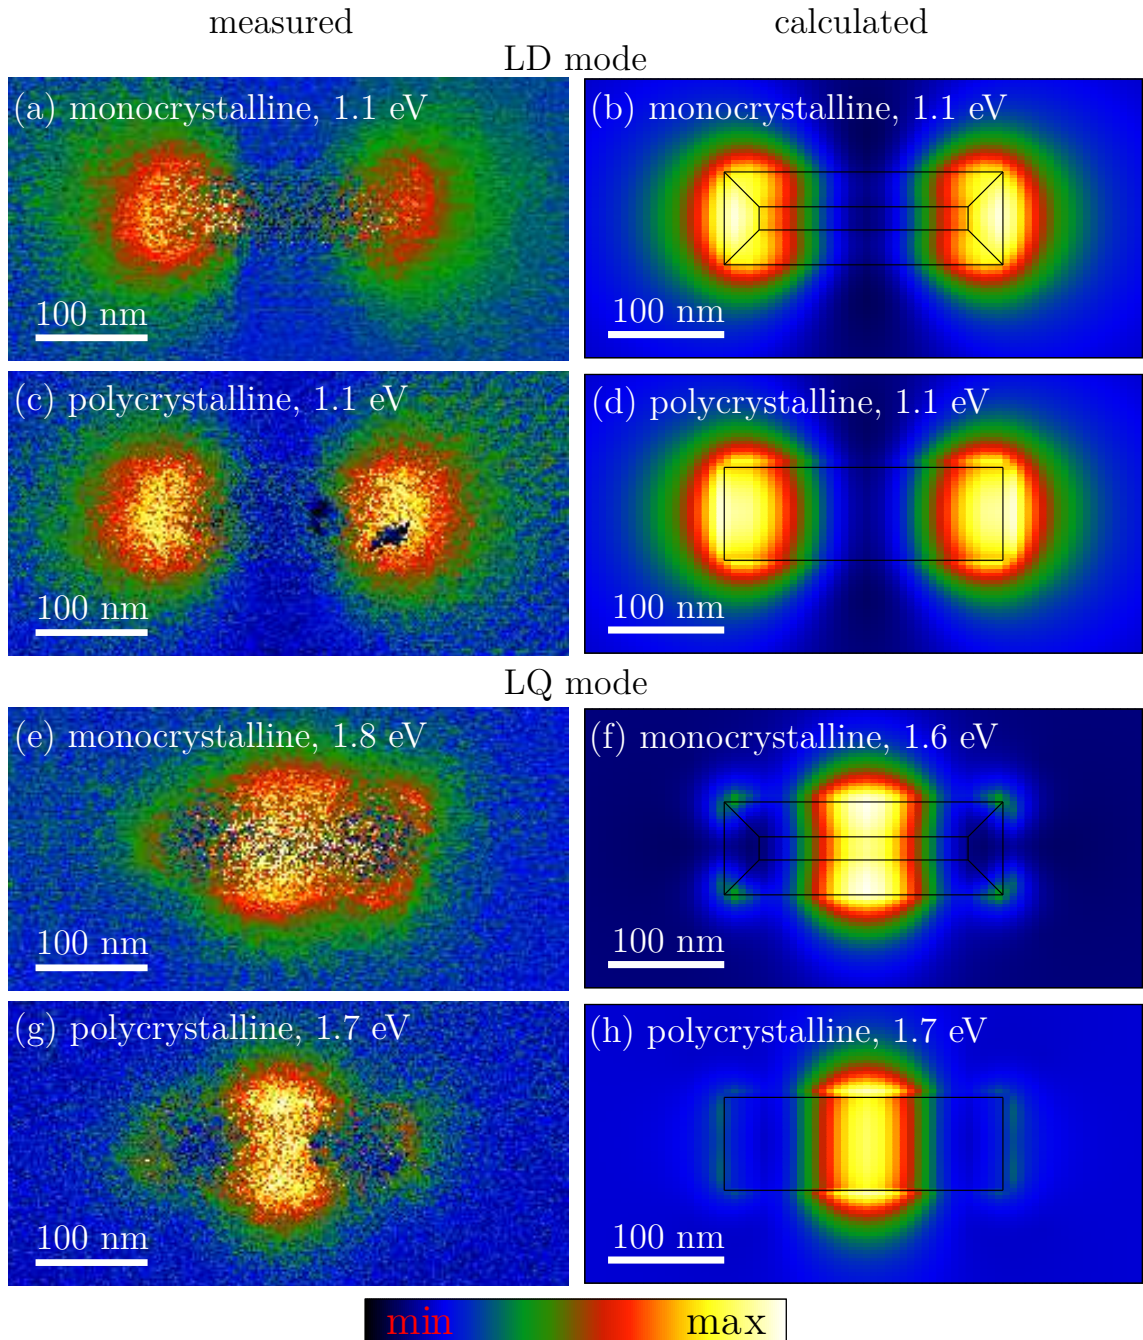 measured
calculated
LD mode
(a) monocrystalline, 1.1 eV
(b) monocrystalline, 1.1 eV
100 nm
100 nm
(c) polycrystalline, 1.1 eV
(d) polycrystalline, 1.1 eV
100 nm
100 nm
LQ mode
(e) monocrystalline, 1.8 eV
(f) monocrystalline, 1.6 eV
100 nm
100 nm
(g) polycrystalline, 1.7 eV
(h) polycrystalline, 1.7 eV
100 nm
100 nm
min
max